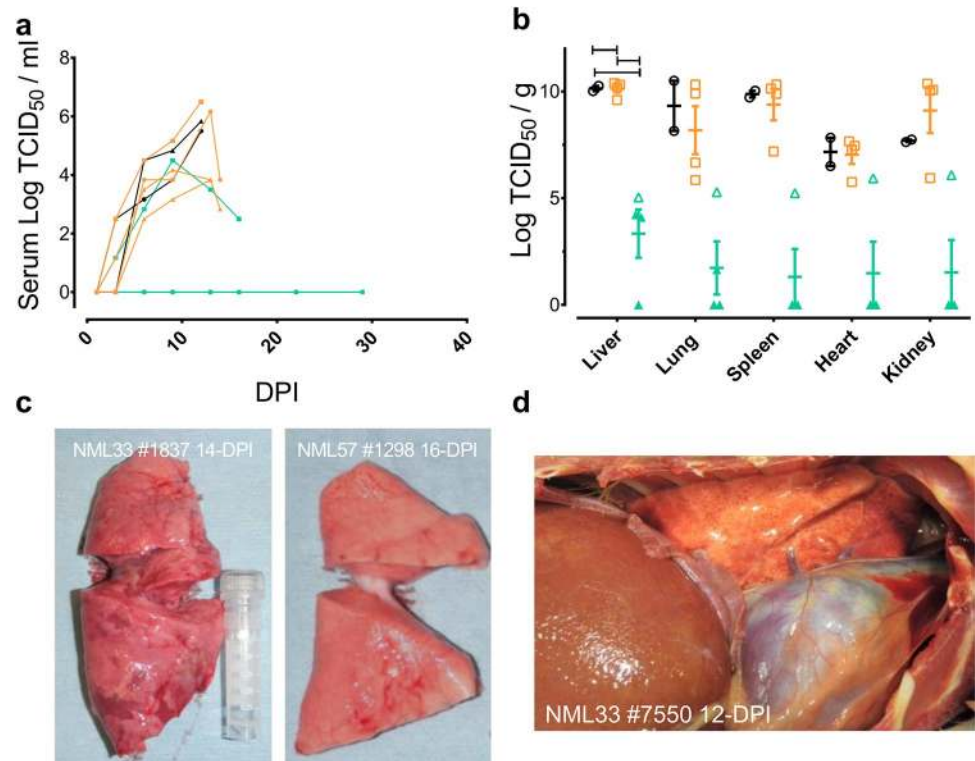 a
Serum Log TCID50 / ml
8
6
4
2
0
0
10
20
30
40
DPI
b
Log TCID50 / g
10
5
0
Liver
Lung
Spleen
Heart
Kidney
c
NML33 #1837 14-DPI
NML57 #1298 16-DPI
d
NML33 #7550 12-DPI